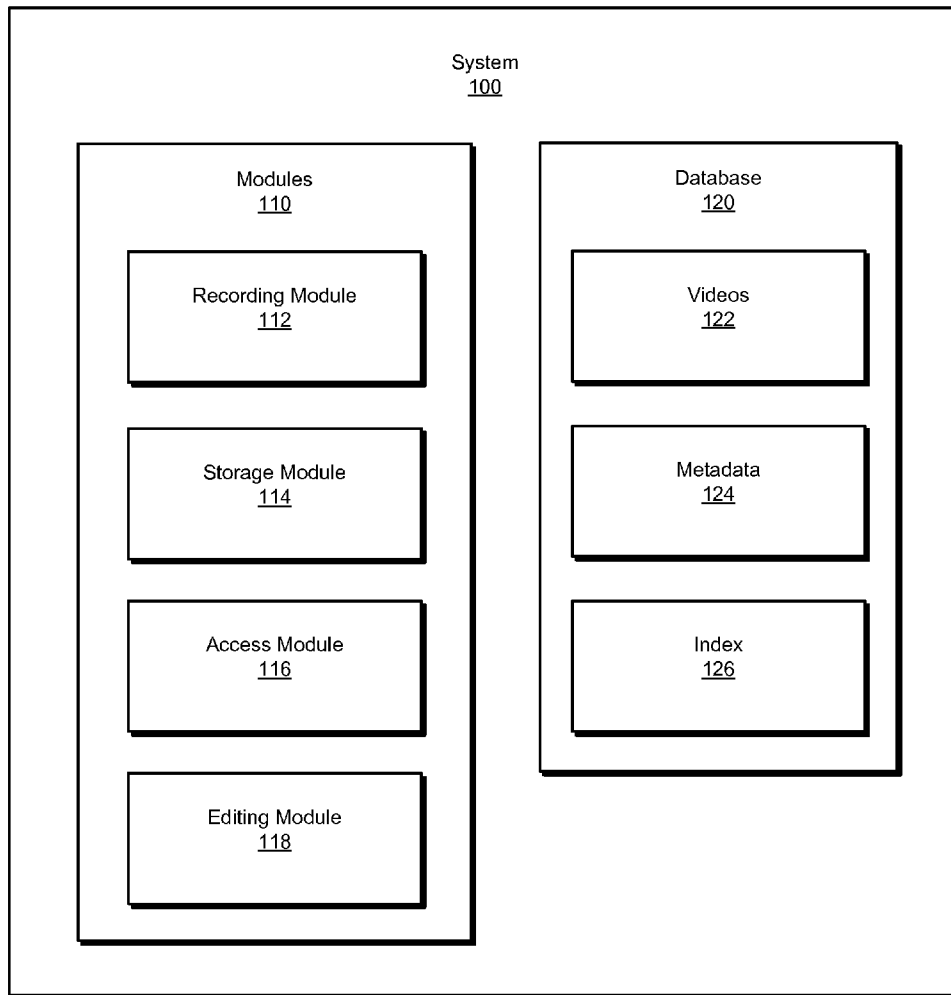 System
100
Modules
110
Recording Module
112
Storage Module
114
Access Module
116
Editing Module
118
Database
120
Videos
122
Metadata
124
Index
126